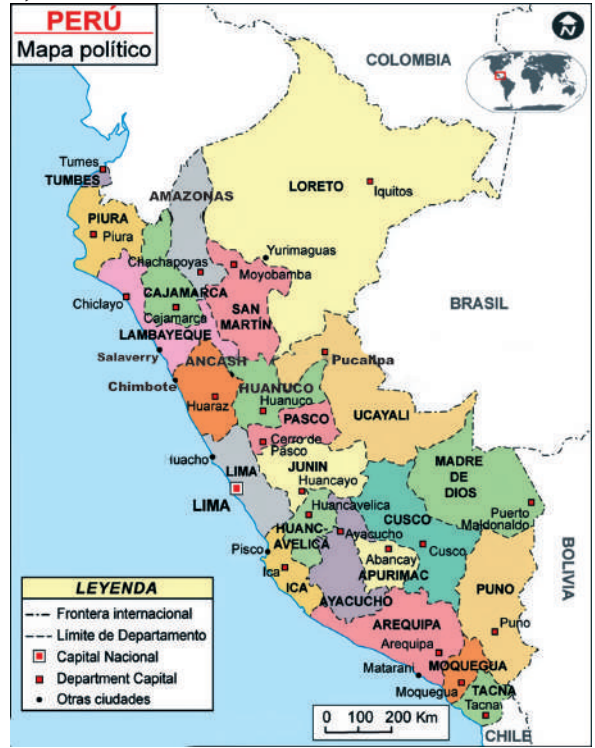 PERÚ
Mapa político
N
COLOMBIA
Tumes
TUMBES
AMAZONAS
LORETO
Iquitos
PIURA
Piura
Yurimaguas
Chachapoyas
Moyobamba
CAJAMARCA
Chiclayo
Cajamarca
SAN
MARTÍN
BRASIL
LAMBAYEQUE
Salaverry
ANCASH
Pucallpa
Chimbote
HUANUCO
Huaraz
Huanuco
UCAYALI
PASCO
Cerro de
Pasco
MADRE
DE
DIOS
Huacho
LIMA
JUNIN
Huancayo
LIMA
Huancavelica
CUSCO
Puerto
Maldonaldo
HUANC
AVELICA
Ayacucho
Pisco
Abancay
Cusco
BOLIVIA
Ica
APURIMAC
ICA
PUNO
AYACUCHO
LEYENDA
Frontera internacional
Límite de Departamento
Capital Nacional
Department Capital
Otras ciudades
AREQUIPA
Puno
Arequipa
Matarani
MOQUEGUA
Moquegua
TACNA
Tacna
0 100 200 Km
CHILE